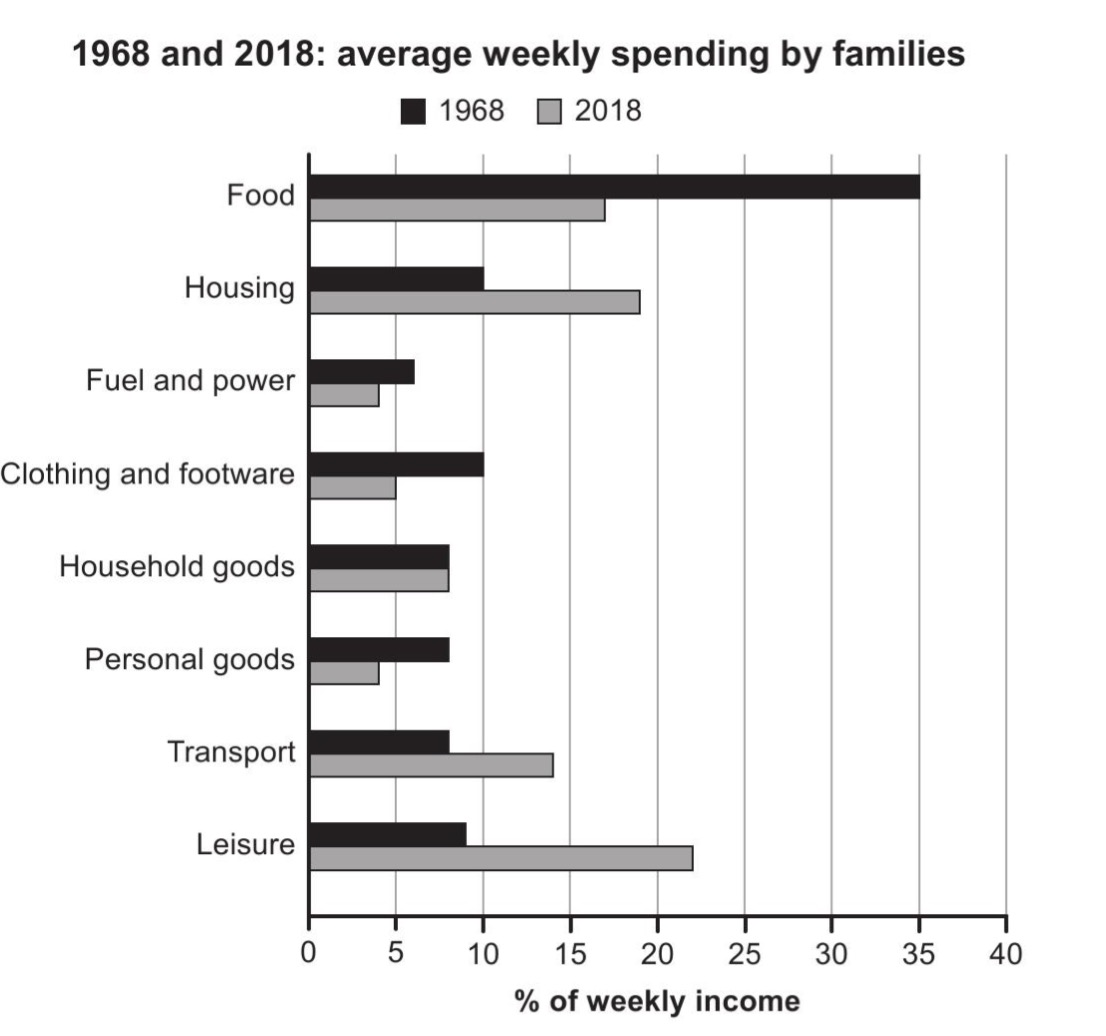 1968 and 2018: average weekly spending by families
1968 2018
Food
Housing
Fuel and power
Clothing and footware
Household goods
Personal goods
Transport
Leisure
0 5 10 15 20 25 30 35 40
% of weekly income